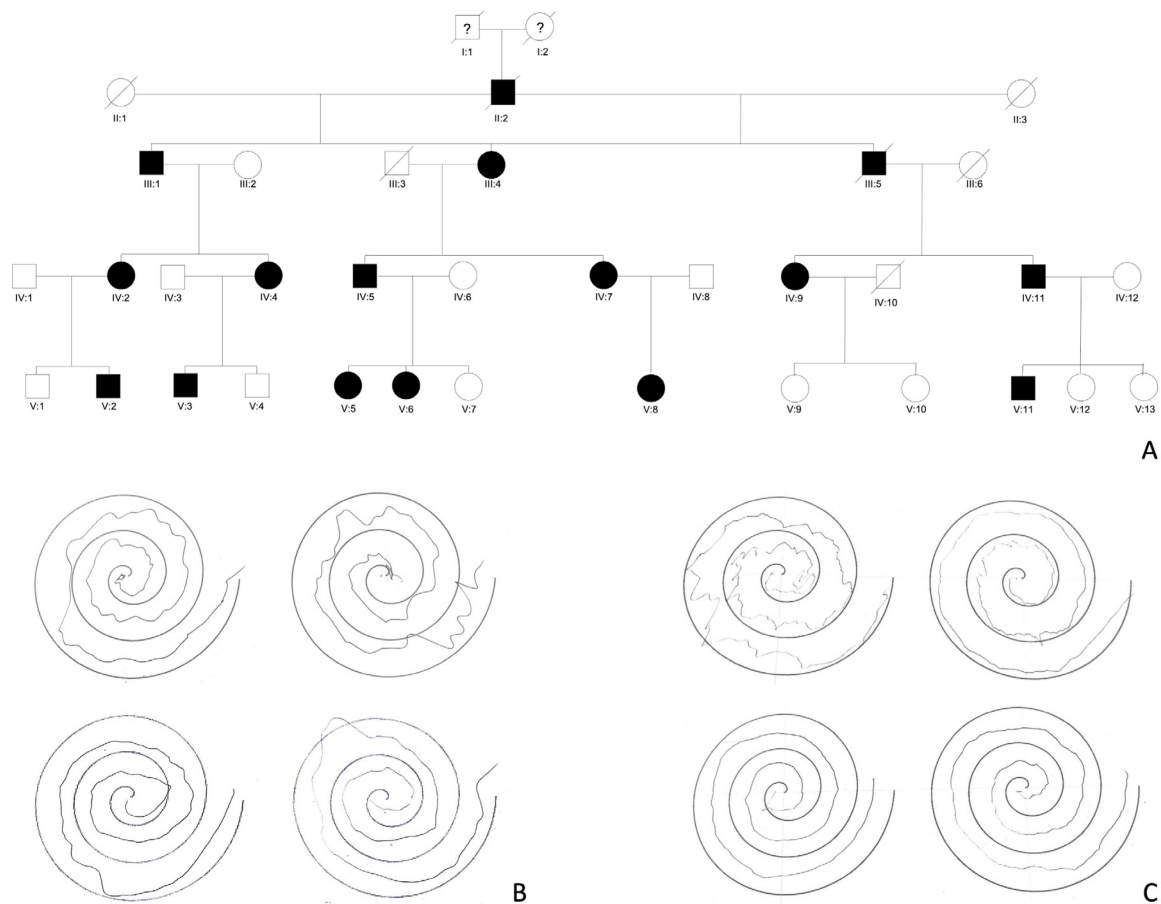 ? ?
I:1 I:2
II:1 II:2 II:3
III:1 III:2 III:3 III:4 III:5 III:6
IV:1 IV:2 IV:3 IV:4 IV:5 IV:6 IV:7 IV:8 IV:9 IV:10 IV:11 IV:12
V:1 V:2 V:3 V:4 V:5 V:6 V:7 V:8 V:9 V:10 V:11 V:12 V:13
A
B C